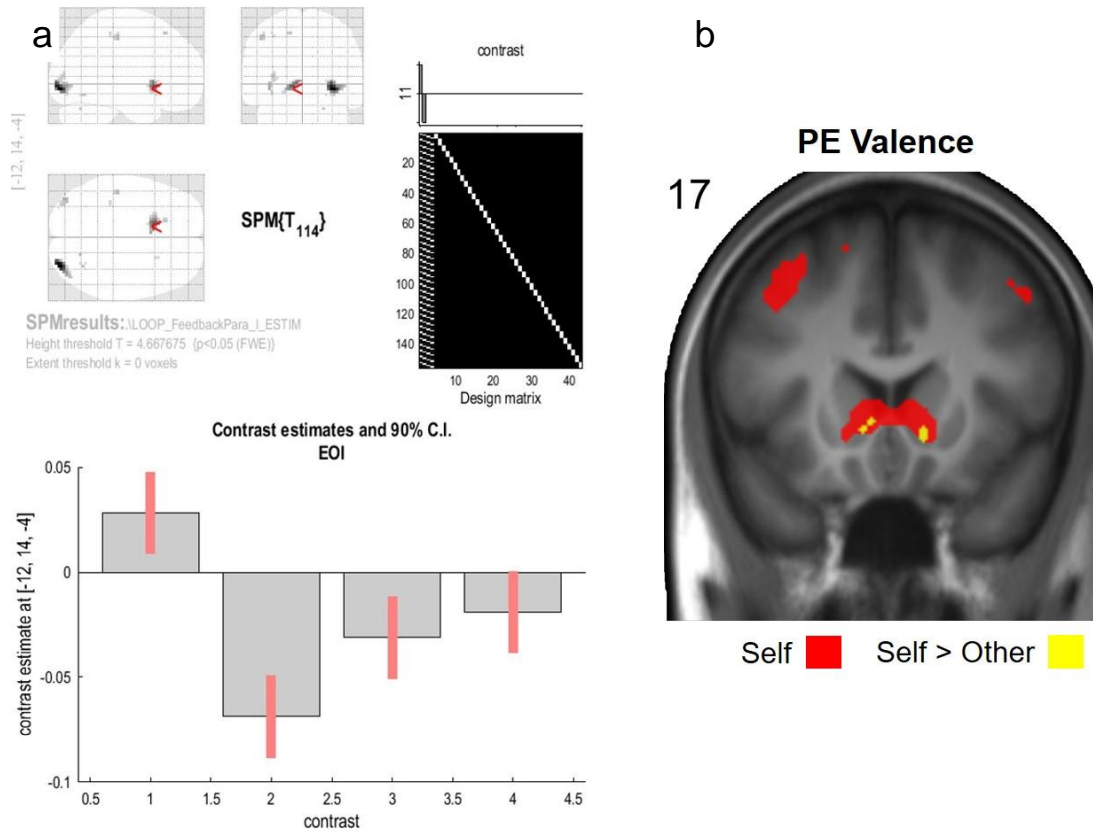 a
[-12, 14, -4]
SPM{T114}
SPMresults:.\LOOP_FeedbackPara_I_ESTIM
Height threshold T = 4.667675 {p<0.05 (FWE)}
Extent threshold k = 0 voxels
contrast
11
20
40
60
80
100
120
140
10 20 30 40
Design matrix
Contrast estimates and 90% C.I.
EOI
contrast estimate at [-12, 14, -4]
0.05
0
-0.05
-0.1
0.5 1 1.5 2 2.5 3 3.5 4 4.5
contrast
b
PE Valence
17
Self
Self > Other